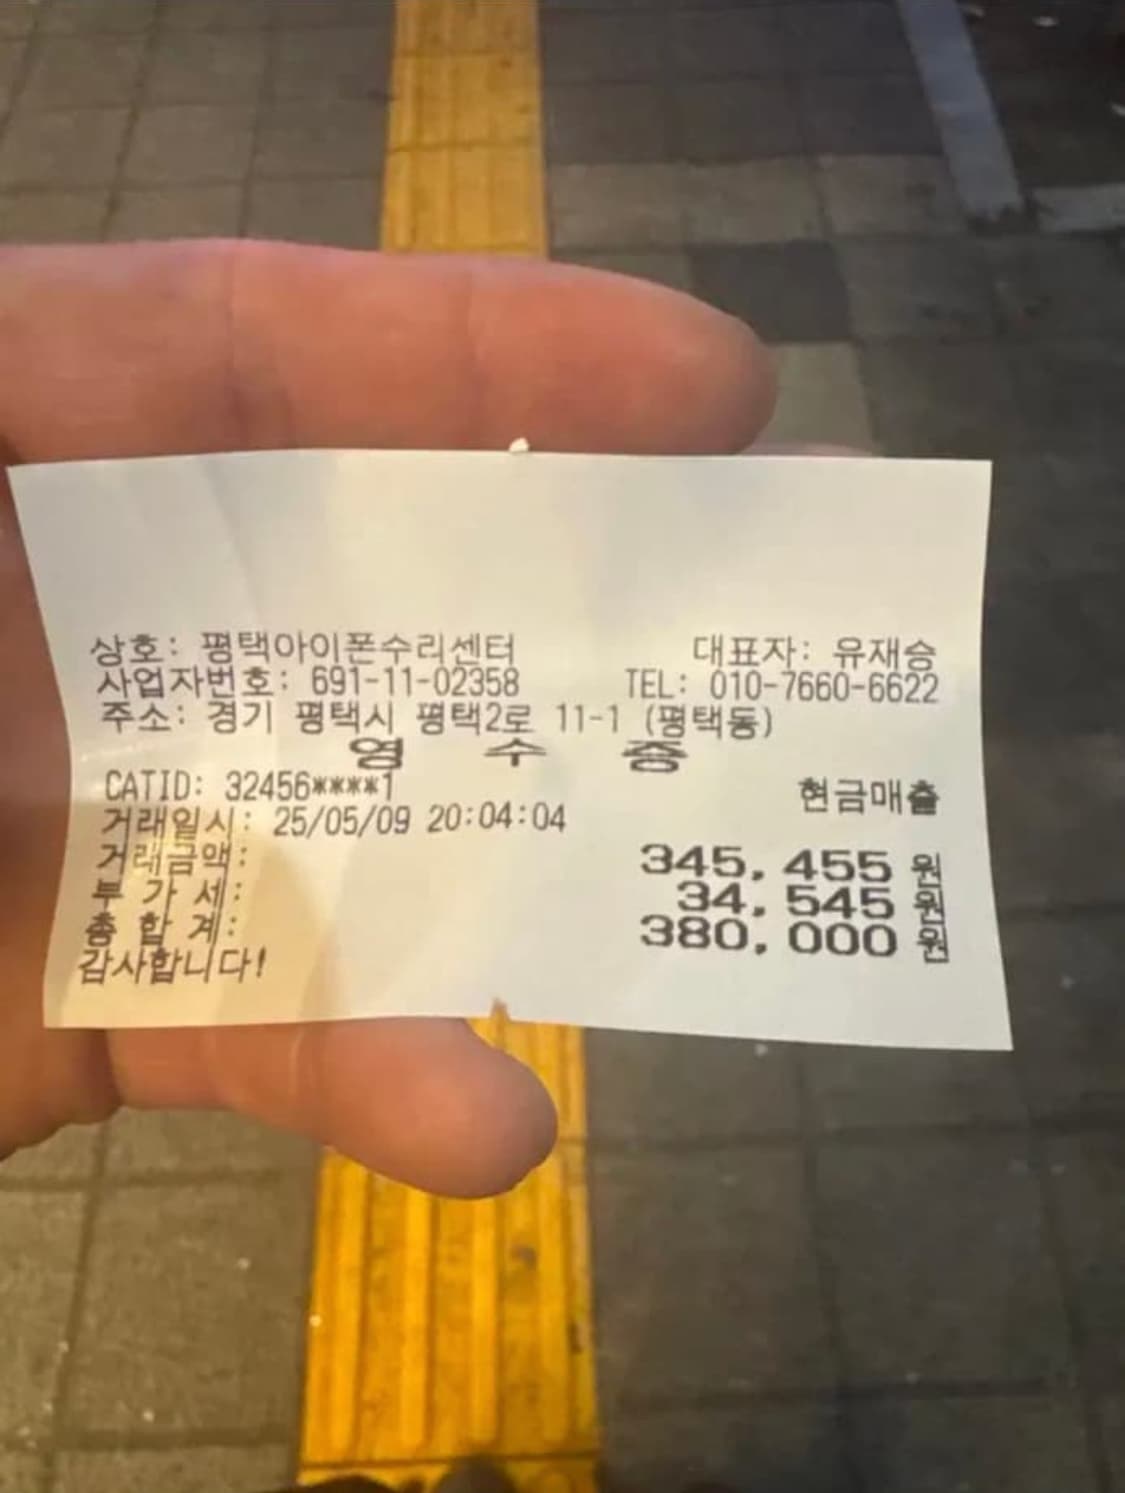 상호: 평택아이폰수리센터 대표자: 유재승
사업자번호: 691-11-02358 TEL: 010-7660-6622
주소: 경기 평택시 평택2로 11-1 (평택동)
영 수 증
CATID: 32456****1 현금매출
거래일시: 25/05/09 20:04:04
거래금액: 345,455 원
부 가 세: 34,545 원
총 합 계: 380,000 원
감사합니다!